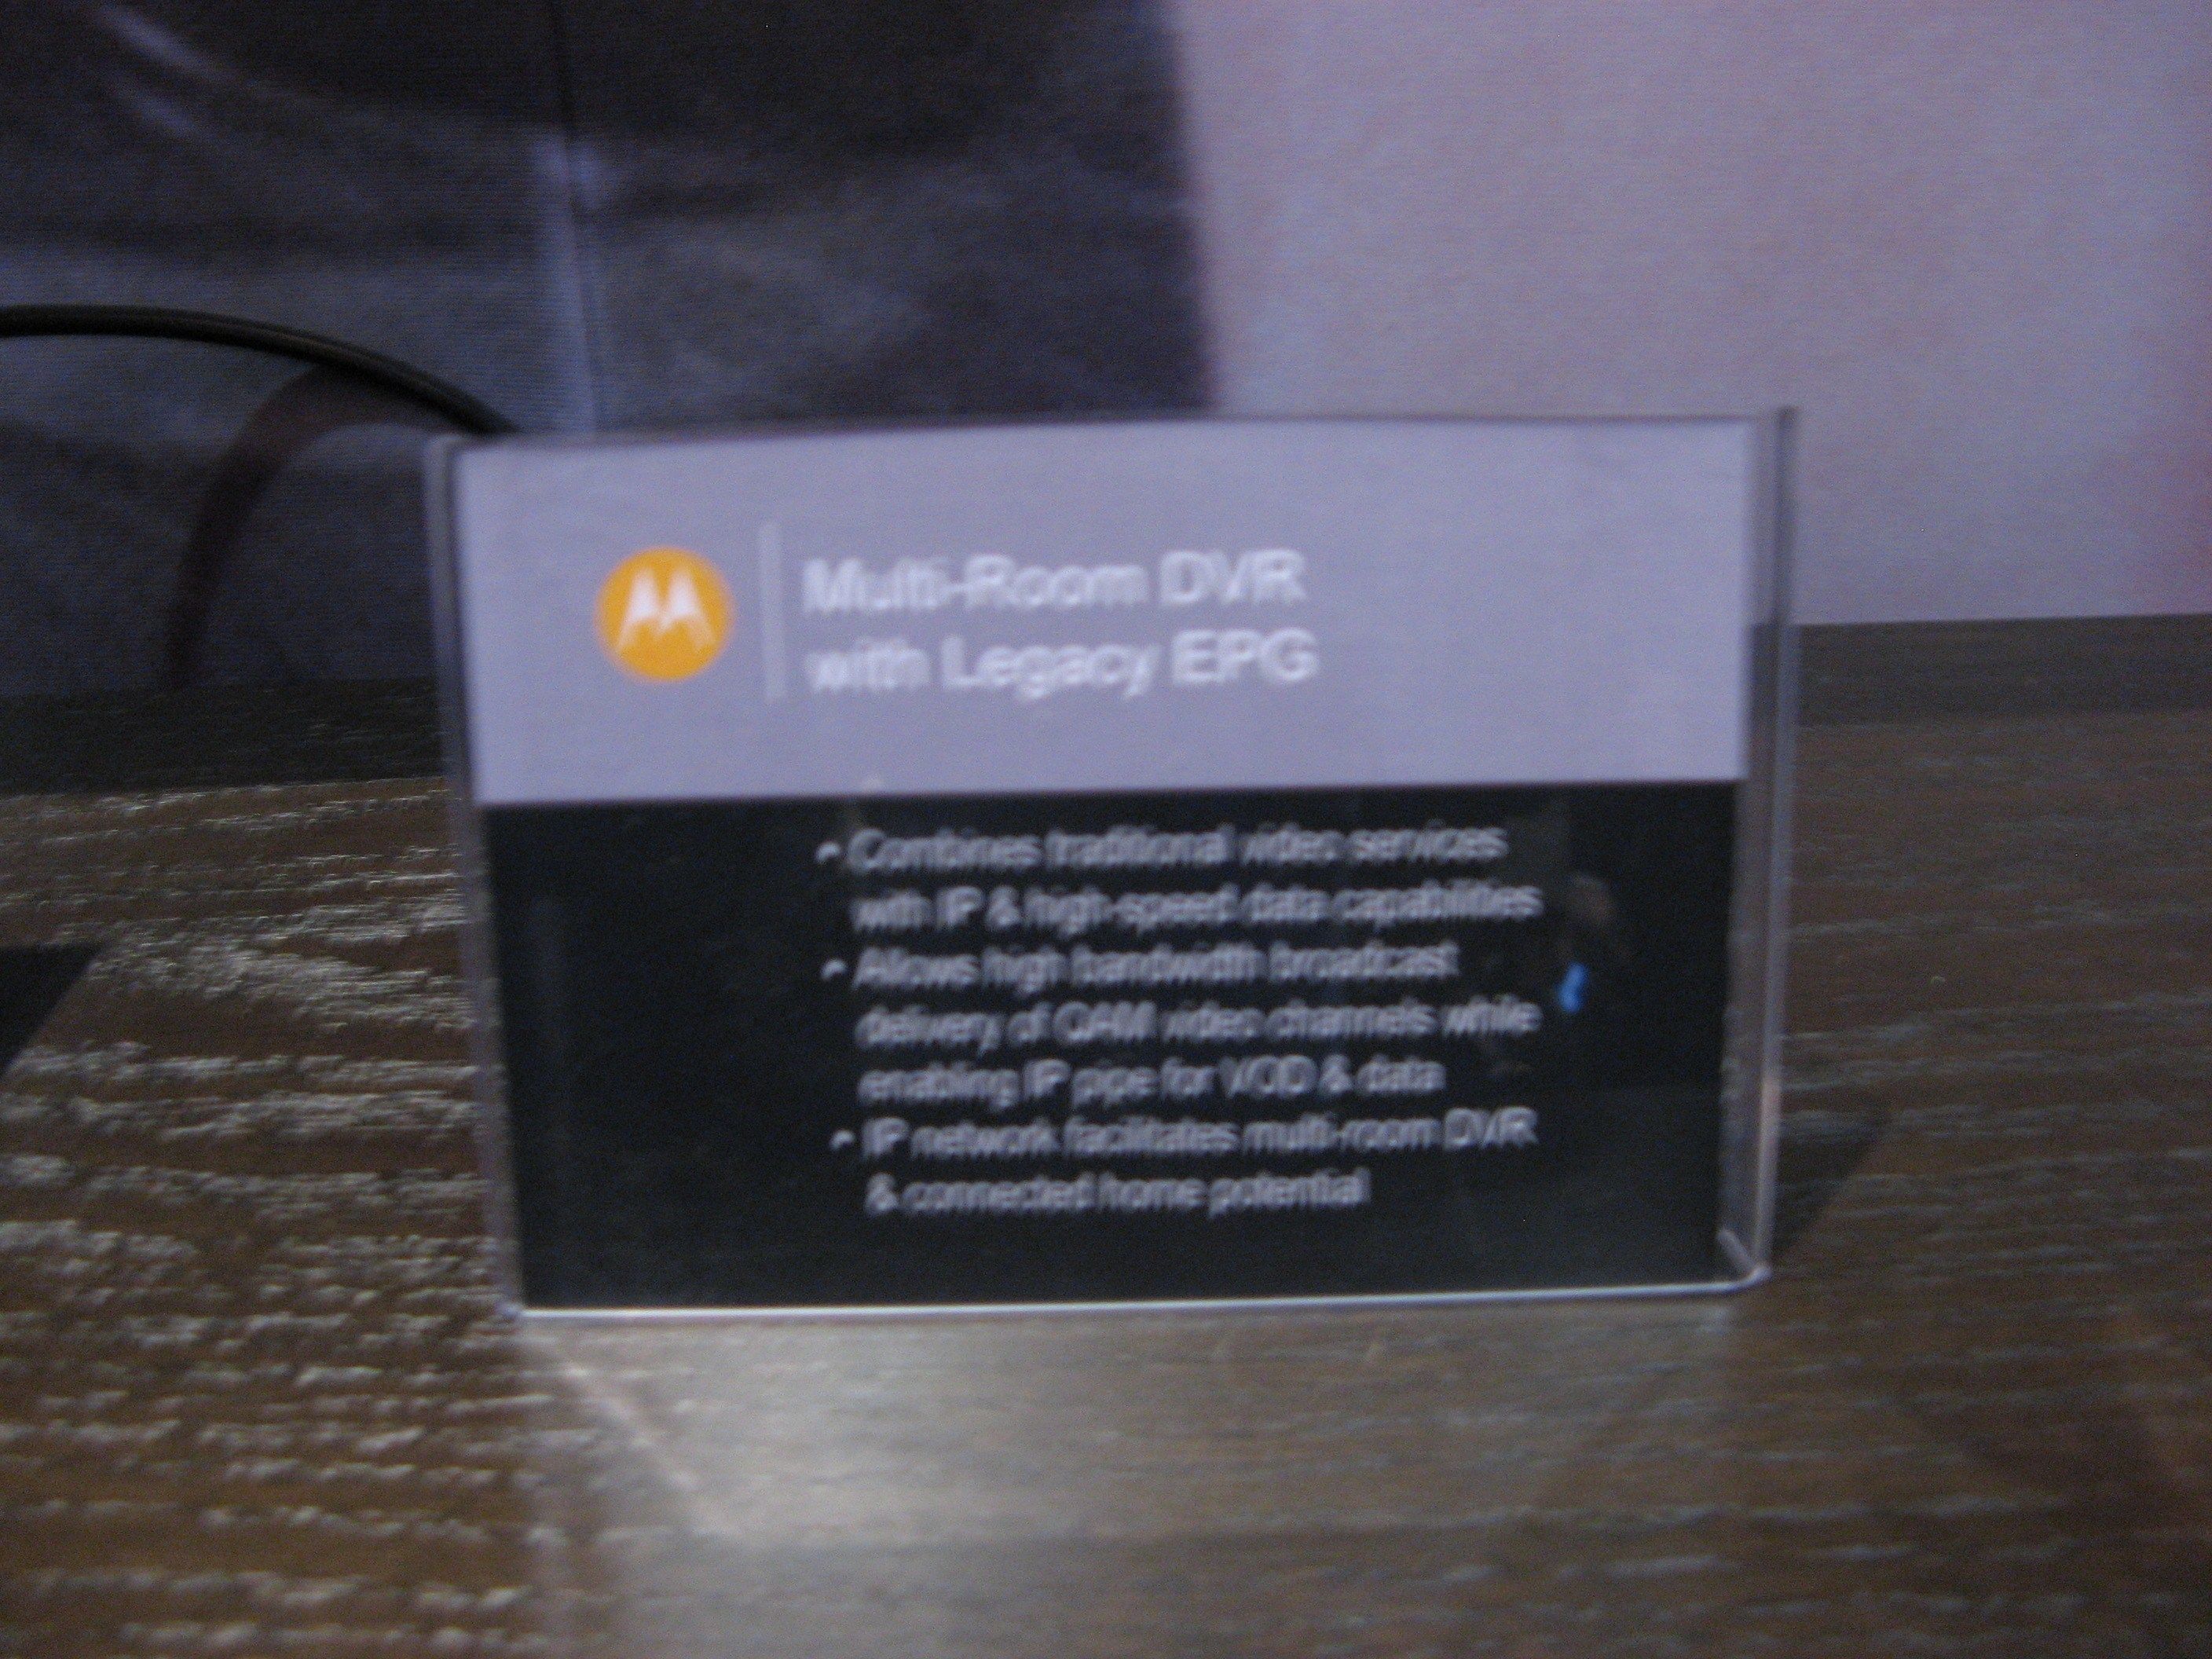 Multi-Room DVR
with Legacy EPG
• Combines traditional video services
with IP & high-speed data capabilities
• Allows high bandwidth broadcast
delivery of QAM video channels while
enabling IP pipe for VOD & data
• IP network facilitates multi-room DVR
& connected home potential